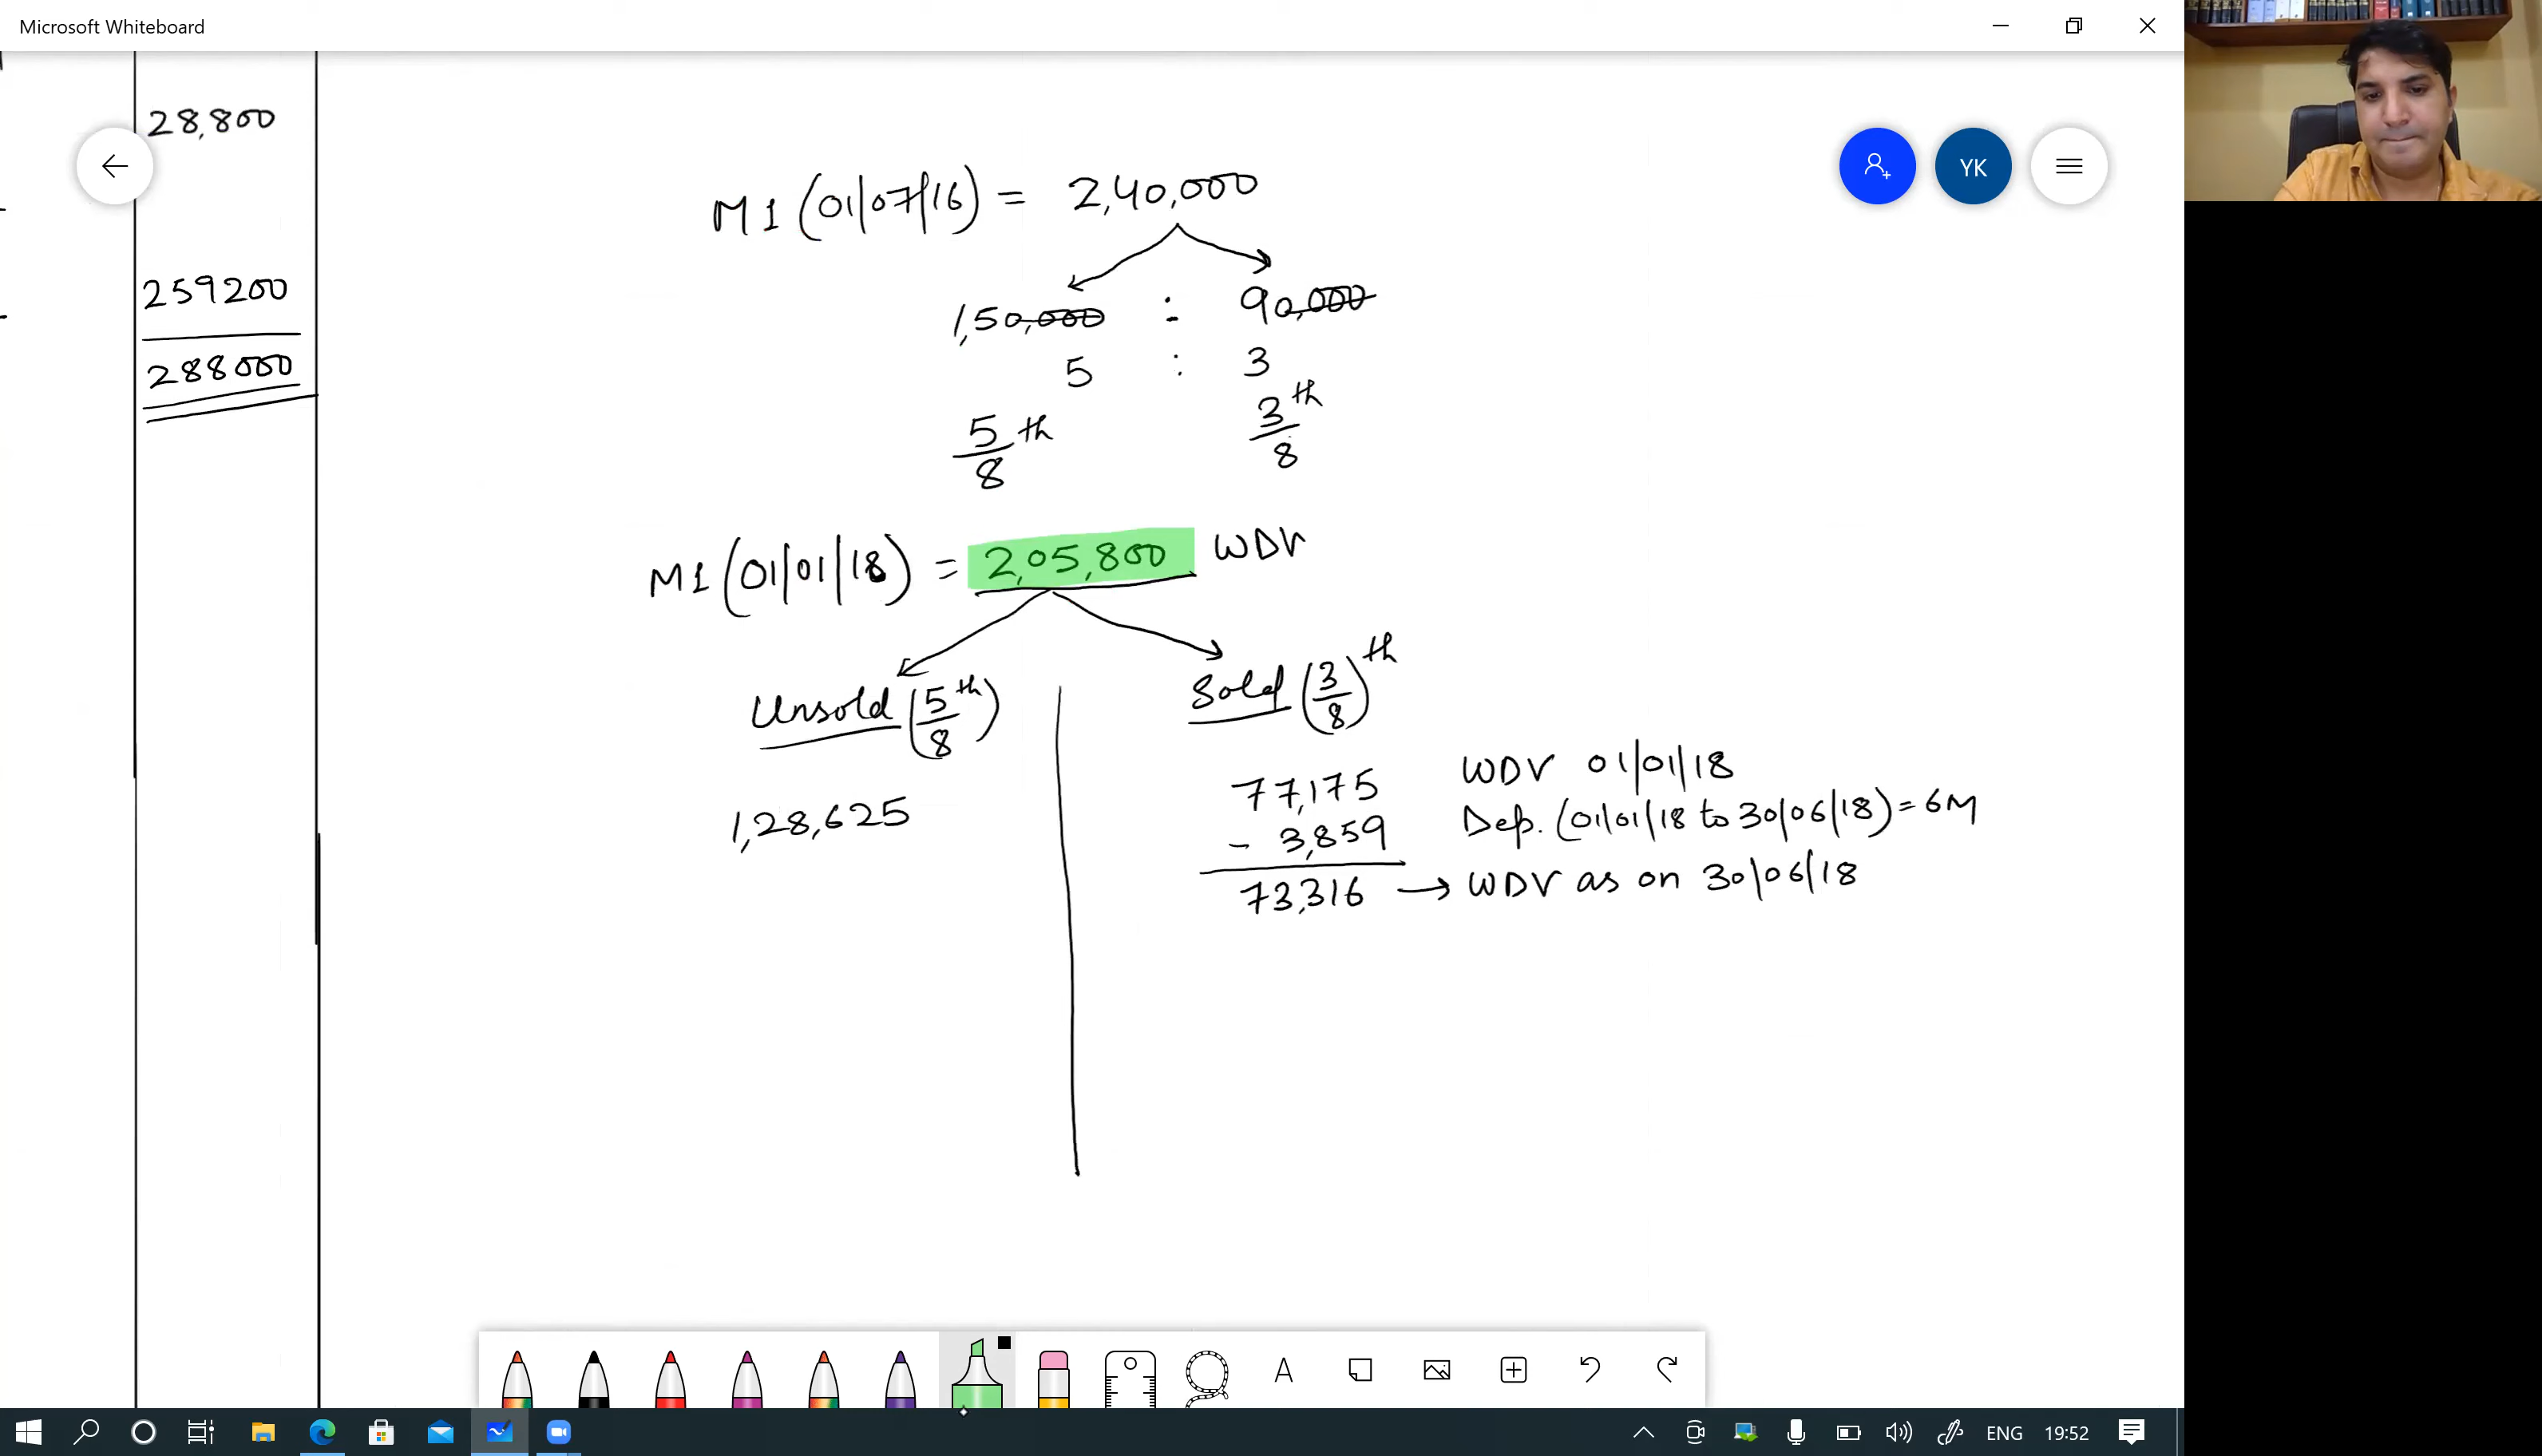 Microsoft Whiteboard
28,800
259200
288000
YK
M1 (01/07/16) = 2,40,000
1,50,000 : 90,000
5 : 3
5/8 th 3/8 th
M1 (01/01/18) = 2,05,800 WDV
Unsold (5/8 th) Sold (3/8) th
1,28,625
77,175 WDV 01/01/18
- 3,859 Dep. (01/01/18 to 30/06/18) = 6M
73,316 → WDV as on 30/06/18
A
ENG 19:52